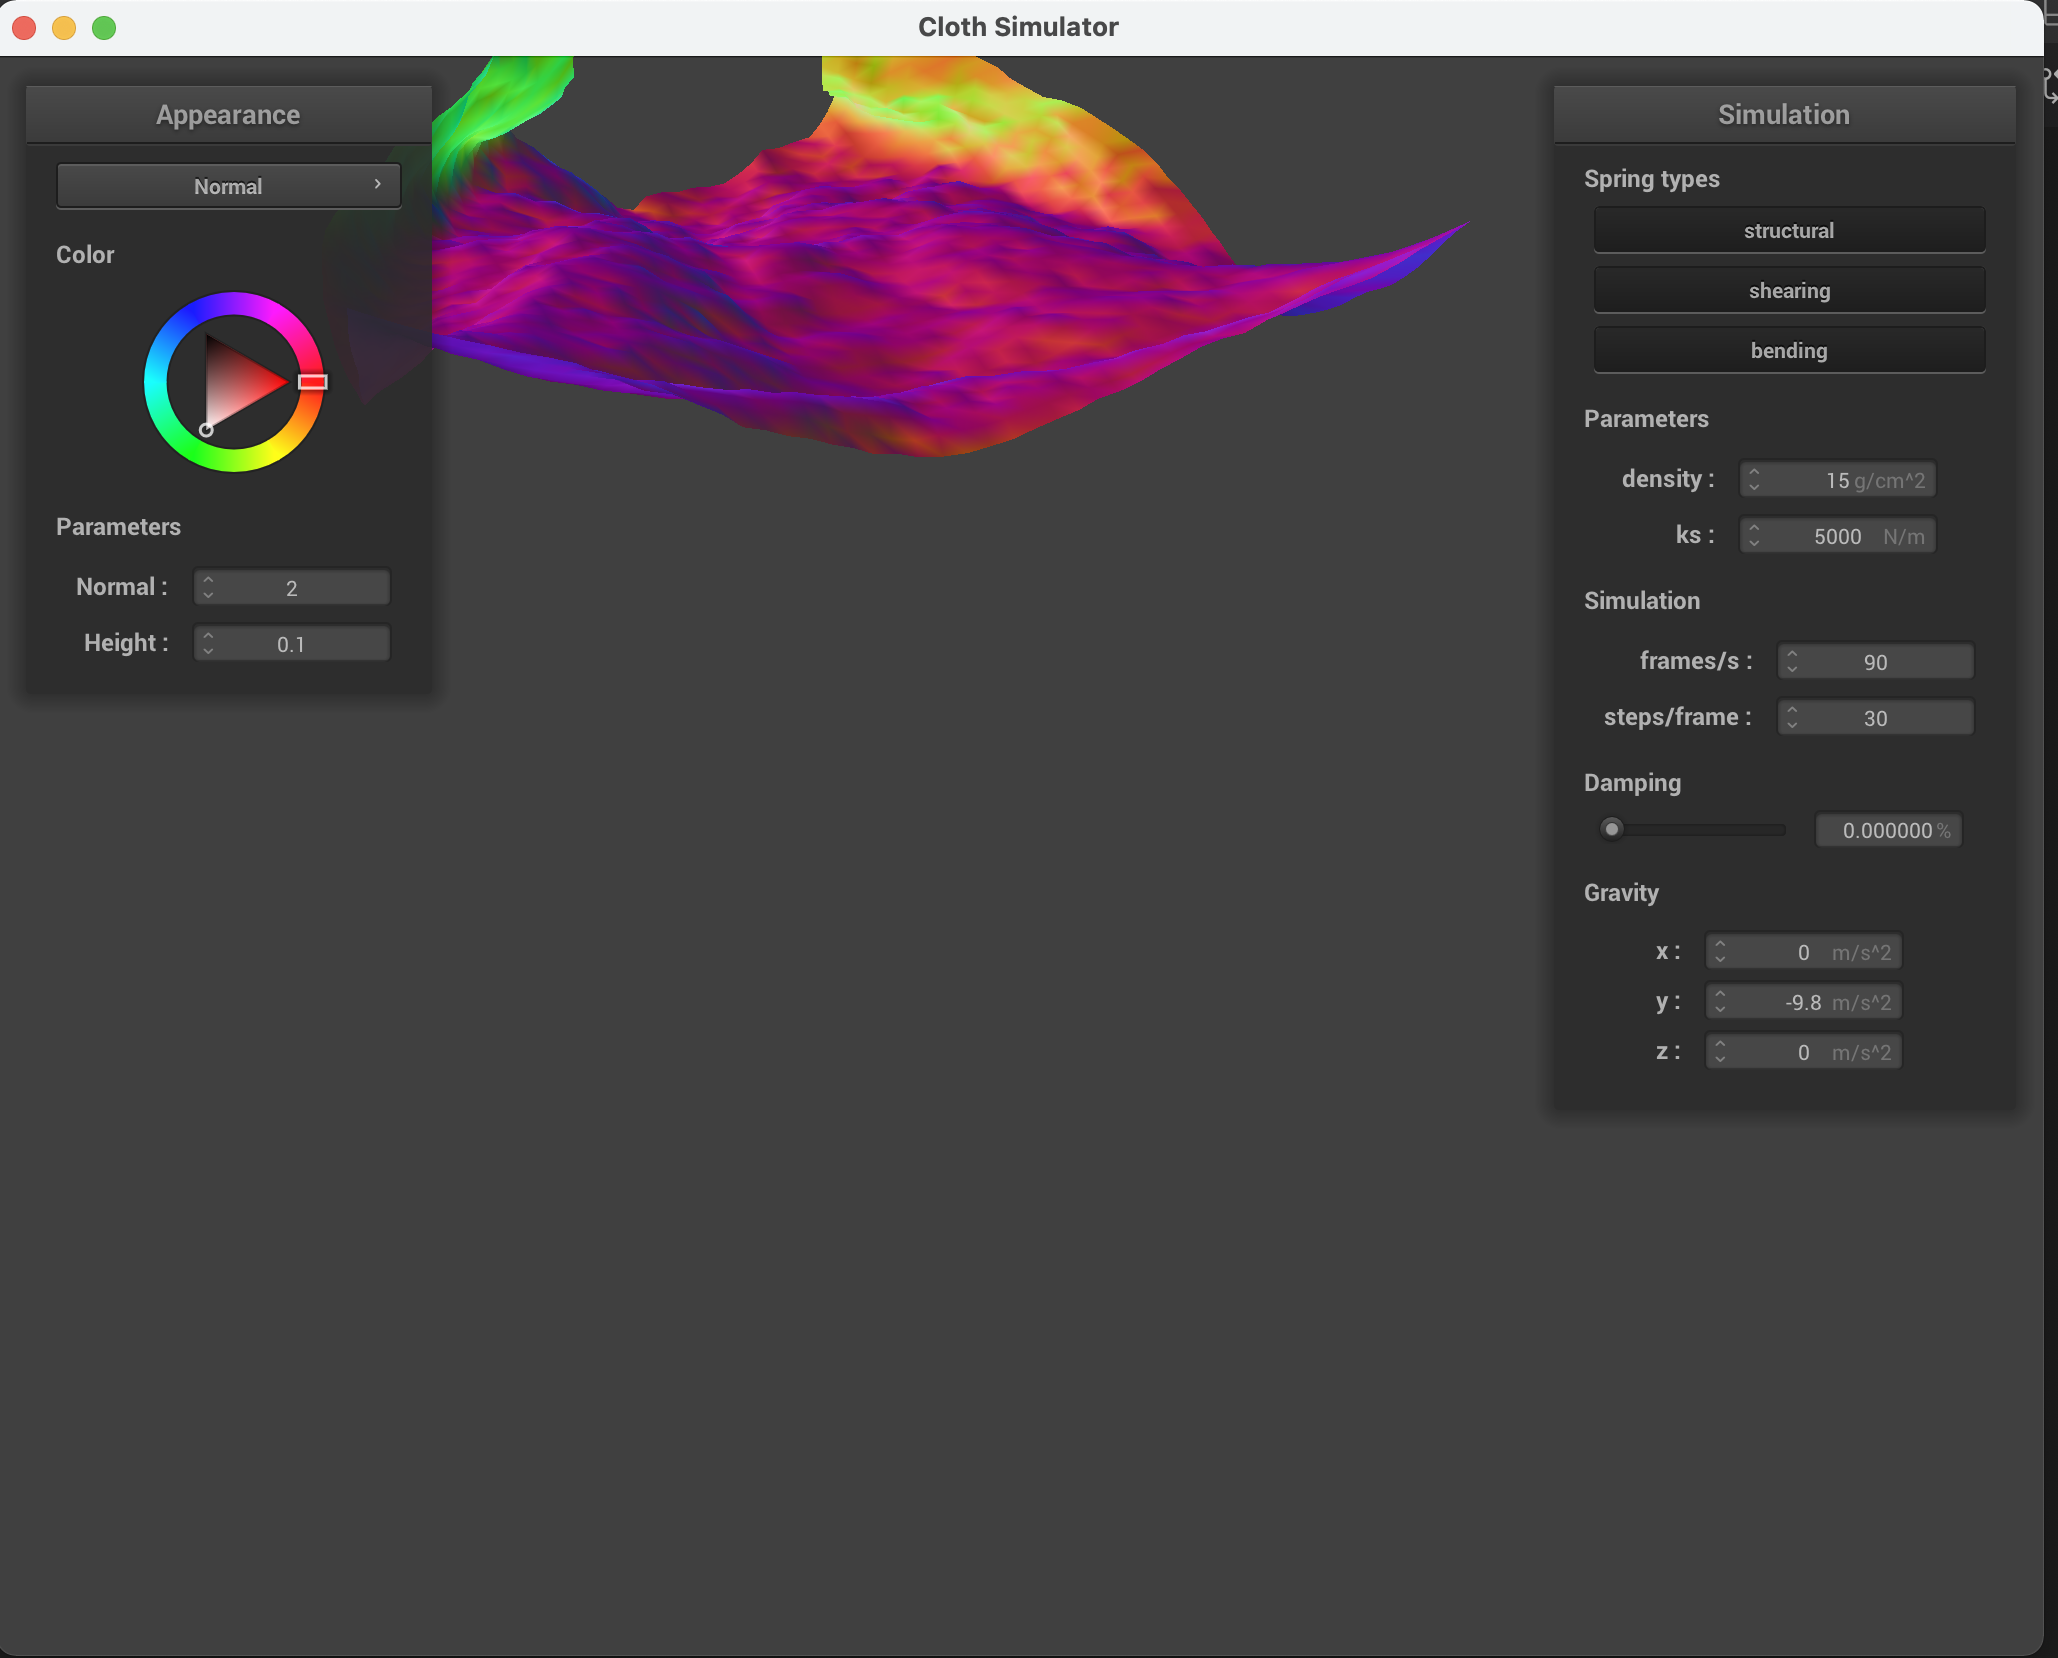 Cloth Simulator
Appearance
Normal
Color
Parameters
Normal :
2
Height :
0.1
Simulation
Spring types
structural
shearing
bending
Parameters
density :
15 g/cm^2
ks :
5000 N/m
Simulation
frames/s :
90
steps/frame :
30
Damping
0.000000 %
Gravity
x :
0 m/s^2
y :
-9.8 m/s^2
z :
0 m/s^2